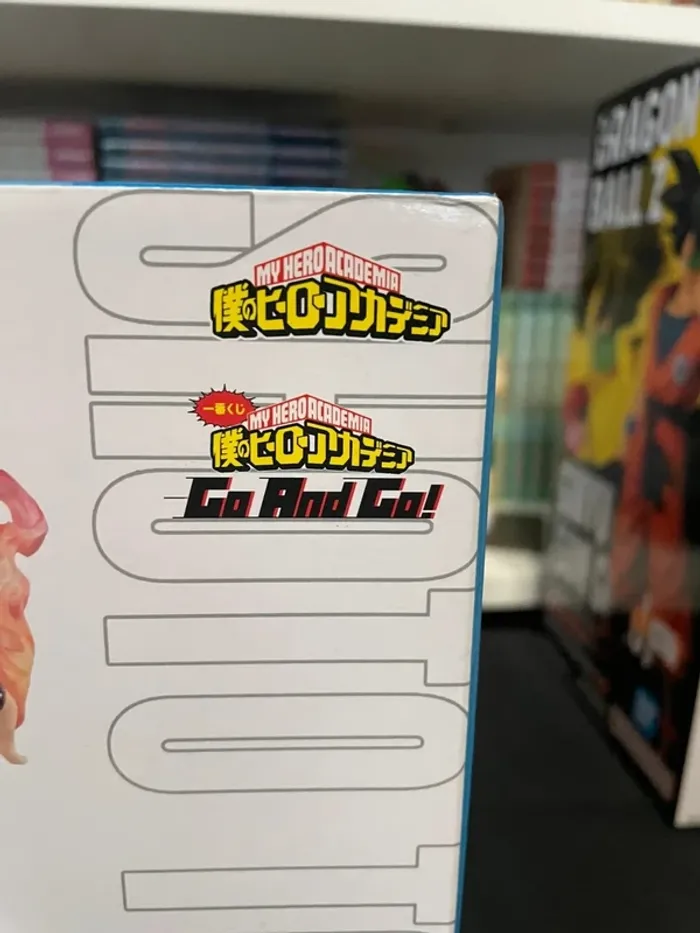 MY HERO ACADEMIA
僕のヒーローアカデミア
一番くじ
MY HERO ACADEMIA
僕のヒーローアカデミア
Go And Go!
SHOTO T
DRAGON
BALL Z